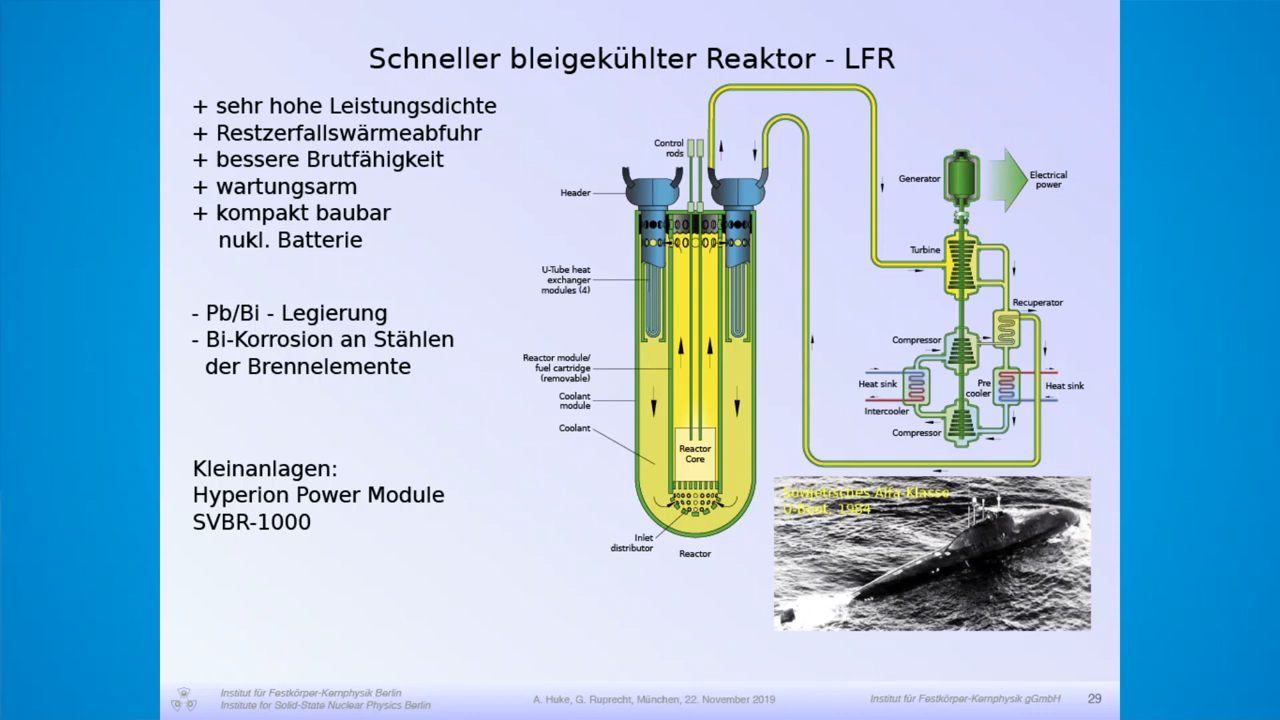 Schneller bleigekühlter Reaktor - LFR
+ sehr hohe Leistungsdichte
+ Restzerfallswärmeabfuhr
+ bessere Brutfähigkeit
+ wartungsarm
+ kompakt baubar
nukl. Batterie
- Pb/Bi - Legierung
- Bi-Korrosion an Stählen
der Brennelemente
Kleinanlagen:
Hyperion Power Module
SVBR-1000
Control
rods
Header
U-Tube heat
exchanger
modules (4)
Reactor module/
fuel cartridge
(removable)
Coolant
module
Coolant
Reactor
Core
Inlet
distributor
Reactor
Generator
Electrical
power
Turbine
Recuperator
Compressor
Heat sink
Pre
cooler
Heat sink
Intercooler
Compressor
Sowjetisches Alfa-Klasse
U-Boot, 1984
Institut für Festkörper-Kernphysik Berlin
Institute for Solid-State Nuclear Physics Berlin
A. Huke, G. Ruprecht, München, 22. November 2019
Institut für Festkörper-Kernphysik gGmbH
29